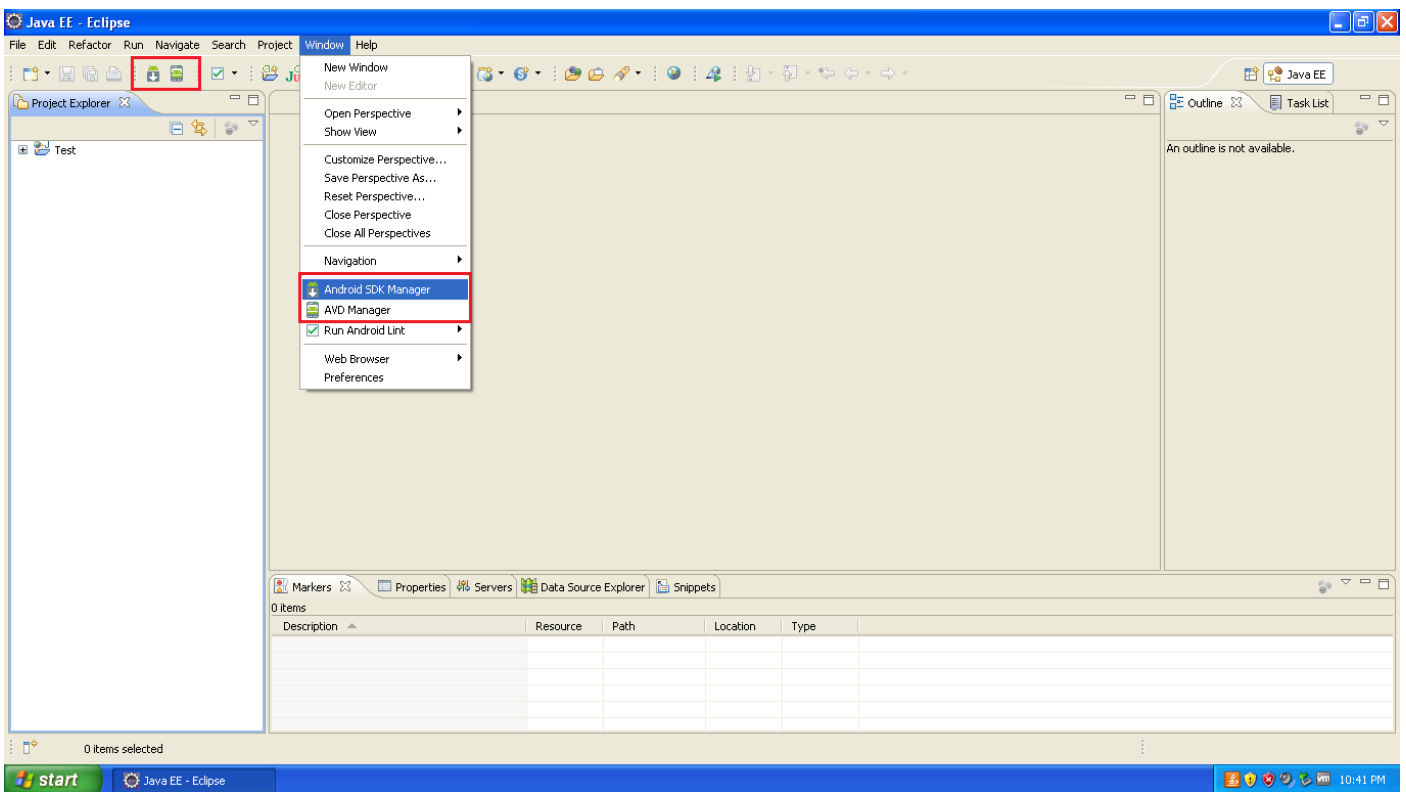 Java EE - Eclipse
File Edit Refactor Run Navigate Search Project Window Help
Java EE
Project Explorer
Test
New Window
New Editor
Open Perspective
Show View
Customize Perspective...
Save Perspective As...
Reset Perspective...
Close Perspective
Close All Perspectives
Navigation
Android SDK Manager
AVD Manager
Run Android Lint
Web Browser
Preferences
Outline Task List
An outline is not available.
Markers Properties Servers Data Source Explorer Snippets
0 items
Description Resource Path Location Type
0 items selected
start Java EE - Eclipse 10:41 PM